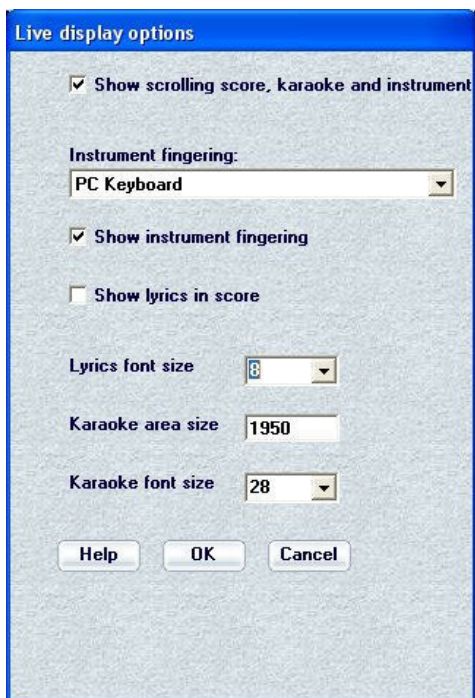 Live display options
Show scrolling score, karaoke and instrument
Instrument fingering:
PC Keyboard
Show instrument fingering
Show lyrics in score
Lyrics font size 8
Karaoke area size 1950
Karaoke font size 28
Help OK Cancel